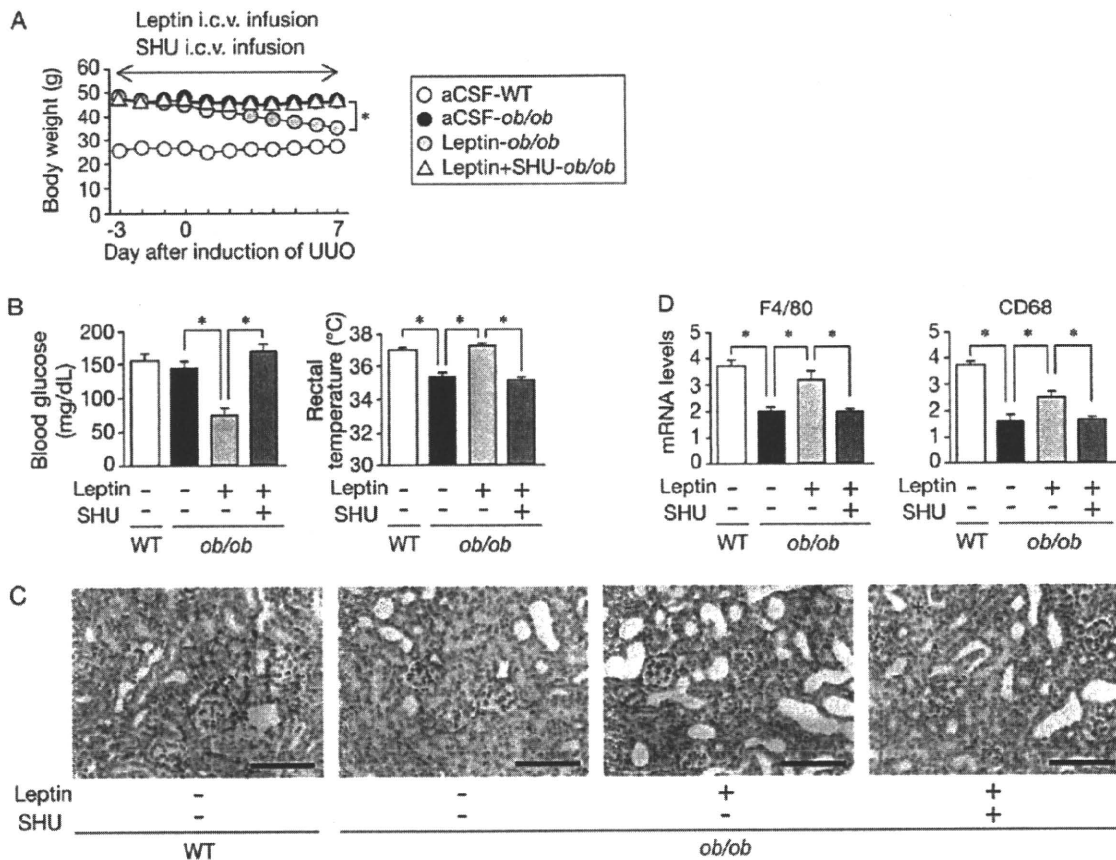 A
Leptin i.c.v. infusion
SHU i.c.v. infusion
Body weight (g)
60
50
40
30
20
10
0
*
-3 0 7
Day after induction of UUO
aCSF-WT
aCSF-ob/ob
Leptin-ob/ob
Leptin+SHU-ob/ob
B
Blood glucose
(mg/dL)
200
150
100
50
0
* *
Leptin - - + +
SHU - - - +
WT ob/ob
Rectal
temperature (°C)
38
36
34
32
30
* * *
Leptin - - + +
SHU - - - +
WT ob/ob
D
F4/80
mRNA levels
5
4
3
2
1
0
* * *
Leptin - - + +
SHU - - - +
WT ob/ob
CD68
5
4
3
2
1
0
* * *
Leptin - - + +
SHU - - - +
WT ob/ob
C
Leptin - - + +
SHU - - - +
WT ob/ob